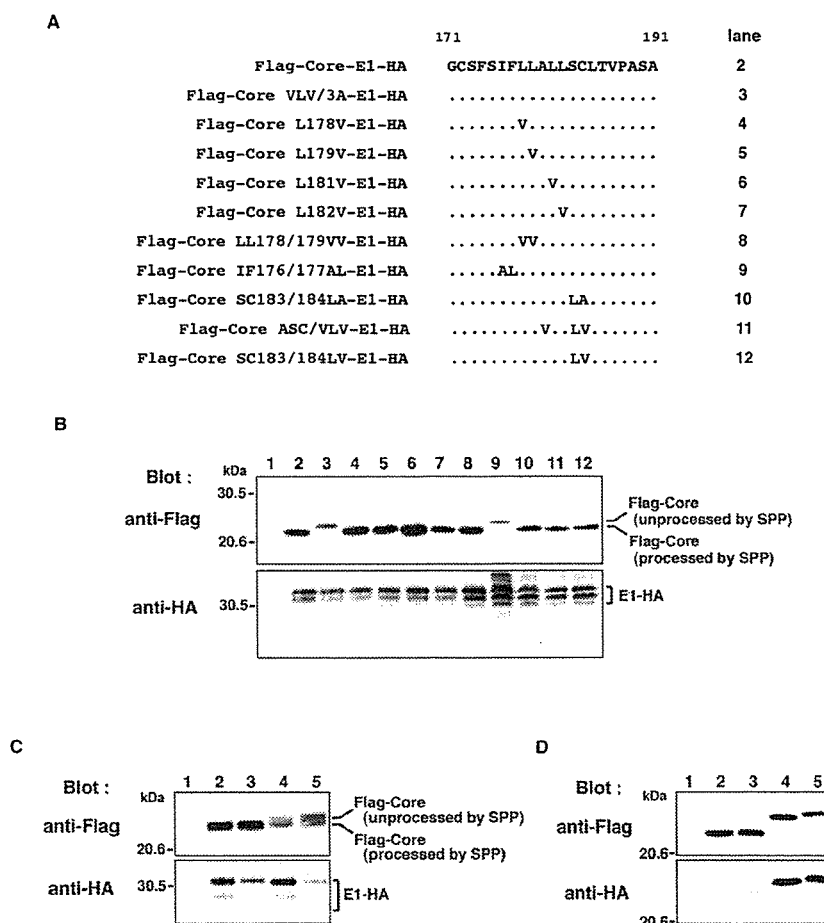 A
171 191 lane
Flag-Core-E1-HA GCSFSIFLLALLSCLTVPASA 2
Flag-Core VLV/3A-E1-HA ..................... 3
Flag-Core L178V-E1-HA .......V............. 4
Flag-Core L179V-E1-HA ........V............ 5
Flag-Core L181V-E1-HA ..........V.......... 6
Flag-Core L182V-E1-HA ...........V......... 7
Flag-Core LL178/179VV-E1-HA .......VV............ 8
Flag-Core IF176/177AL-E1-HA .....AL.............. 9
Flag-Core SC183/184LA-E1-HA ............LA....... 10
Flag-Core ASC/VLV-E1-HA .........V..LV....... 11
Flag-Core SC183/184LV-E1-HA ............LV....... 12
B
1 2 3 4 5 6 7 8 9 10 11 12
Blot : kDa
30.5-
anti-Flag
20.6-
Flag-Core
(unprocessed by SPP)
Flag-Core
(processed by SPP)
anti-HA
30.5-
E1-HA
C
1 2 3 4 5
Blot : kDa
anti-Flag
20.6-
Flag-Core
(unprocessed by SPP)
Flag-Core
(processed by SPP)
anti-HA
30.5-
E1-HA
D
1 2 3 4 5
Blot : kDa
anti-Flag
20.6-
anti-HA
20.6-